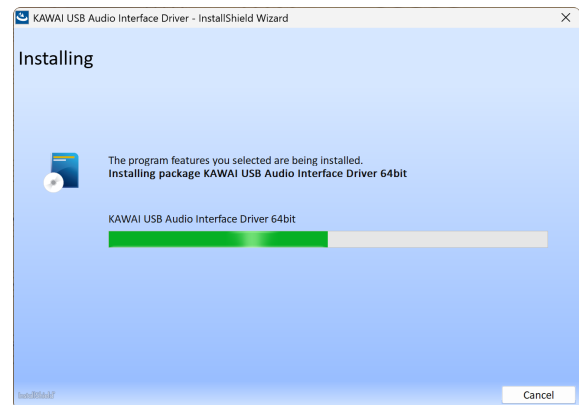 KAWAI USB Audio Interface Driver - InstallShield Wizard
Installing
The program features you selected are being installed.
Installing package KAWAI USB Audio Interface Driver 64bit
KAWAI USB Audio Interface Driver 64bit
InstallShield
Cancel